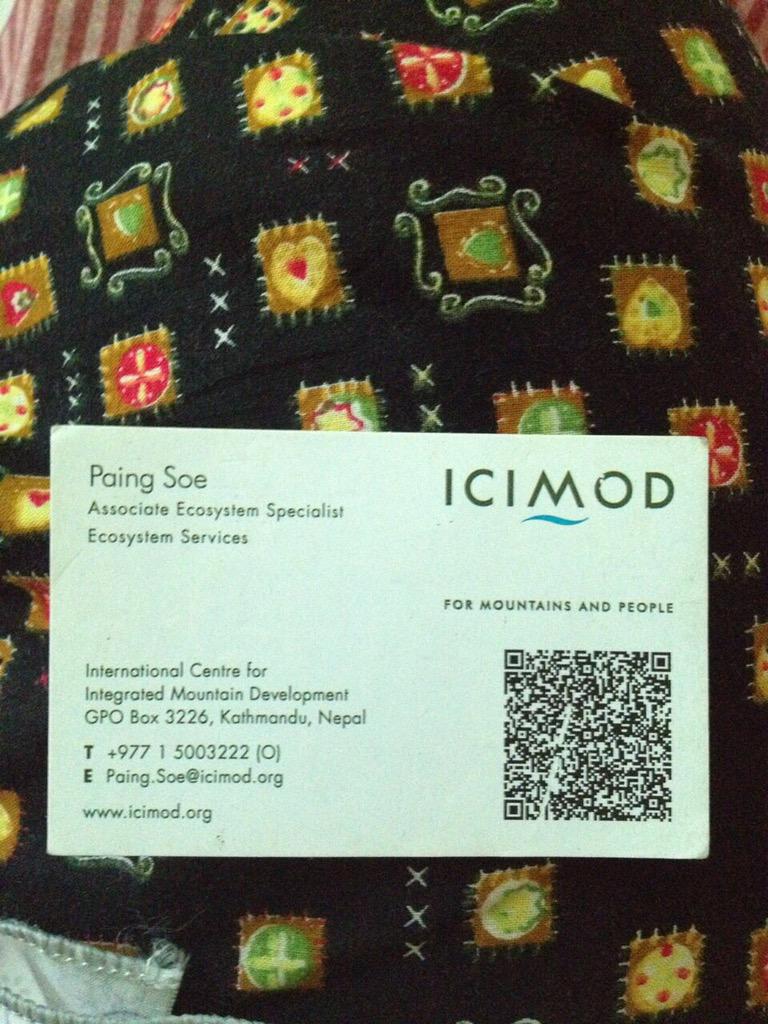 Paing Soe
Associate Ecosystem Specialist
Ecosystem Services
ICIMOD
FOR MOUNTAINS AND PEOPLE
International Centre for
Integrated Mountain Development
GPO Box 3226, Kathmandu, Nepal
T +977 1 5003222 (O)
E Paing.Soe@icimod.org
www.icimod.org